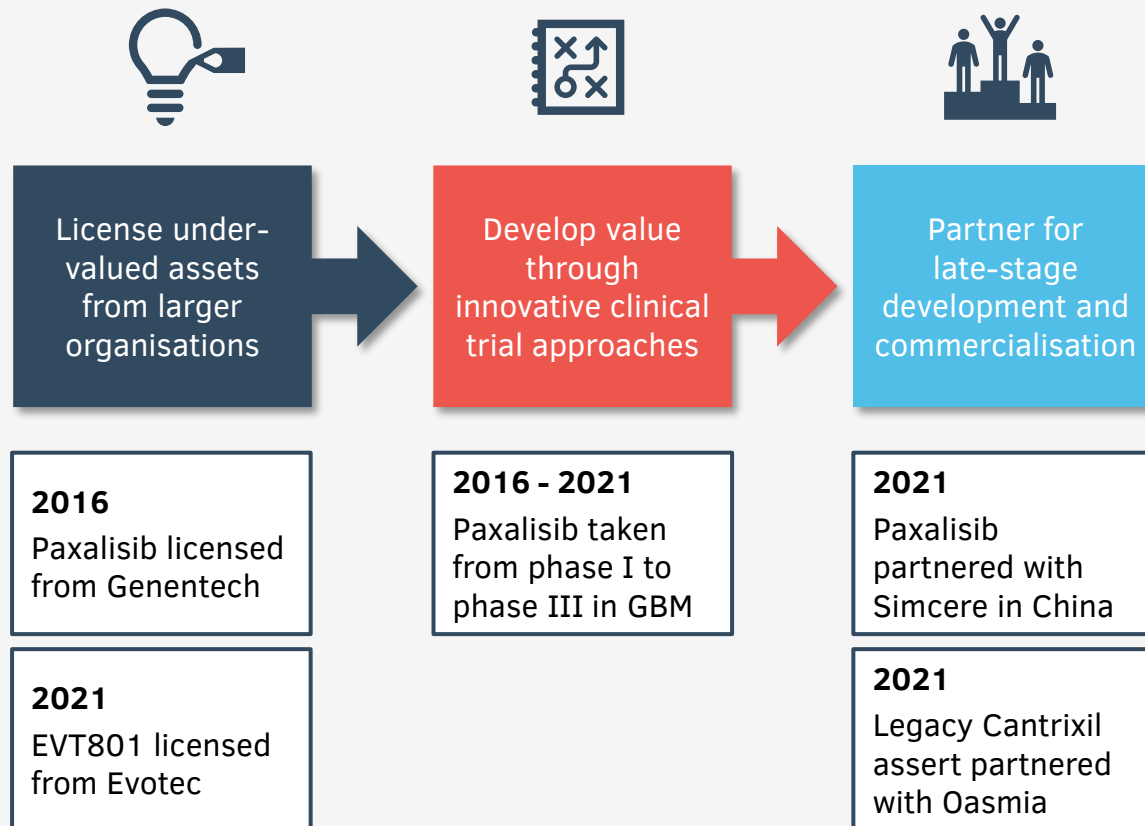 License under-
valued assets
from larger
organisations
Develop value
through
innovative clinical
trial approaches
Partner for
late-stage
development and
commercialisation
2016
Paxalisib licensed
from Genentech
2021
EVT801 licensed
from Evotec
2016 - 2021
Paxalisib taken
from phase I to
phase III in GBM
2021
Paxalisib
partnered with
Simcere in China
2021
Legacy Cantrixil
assert partnered
with Oasmia